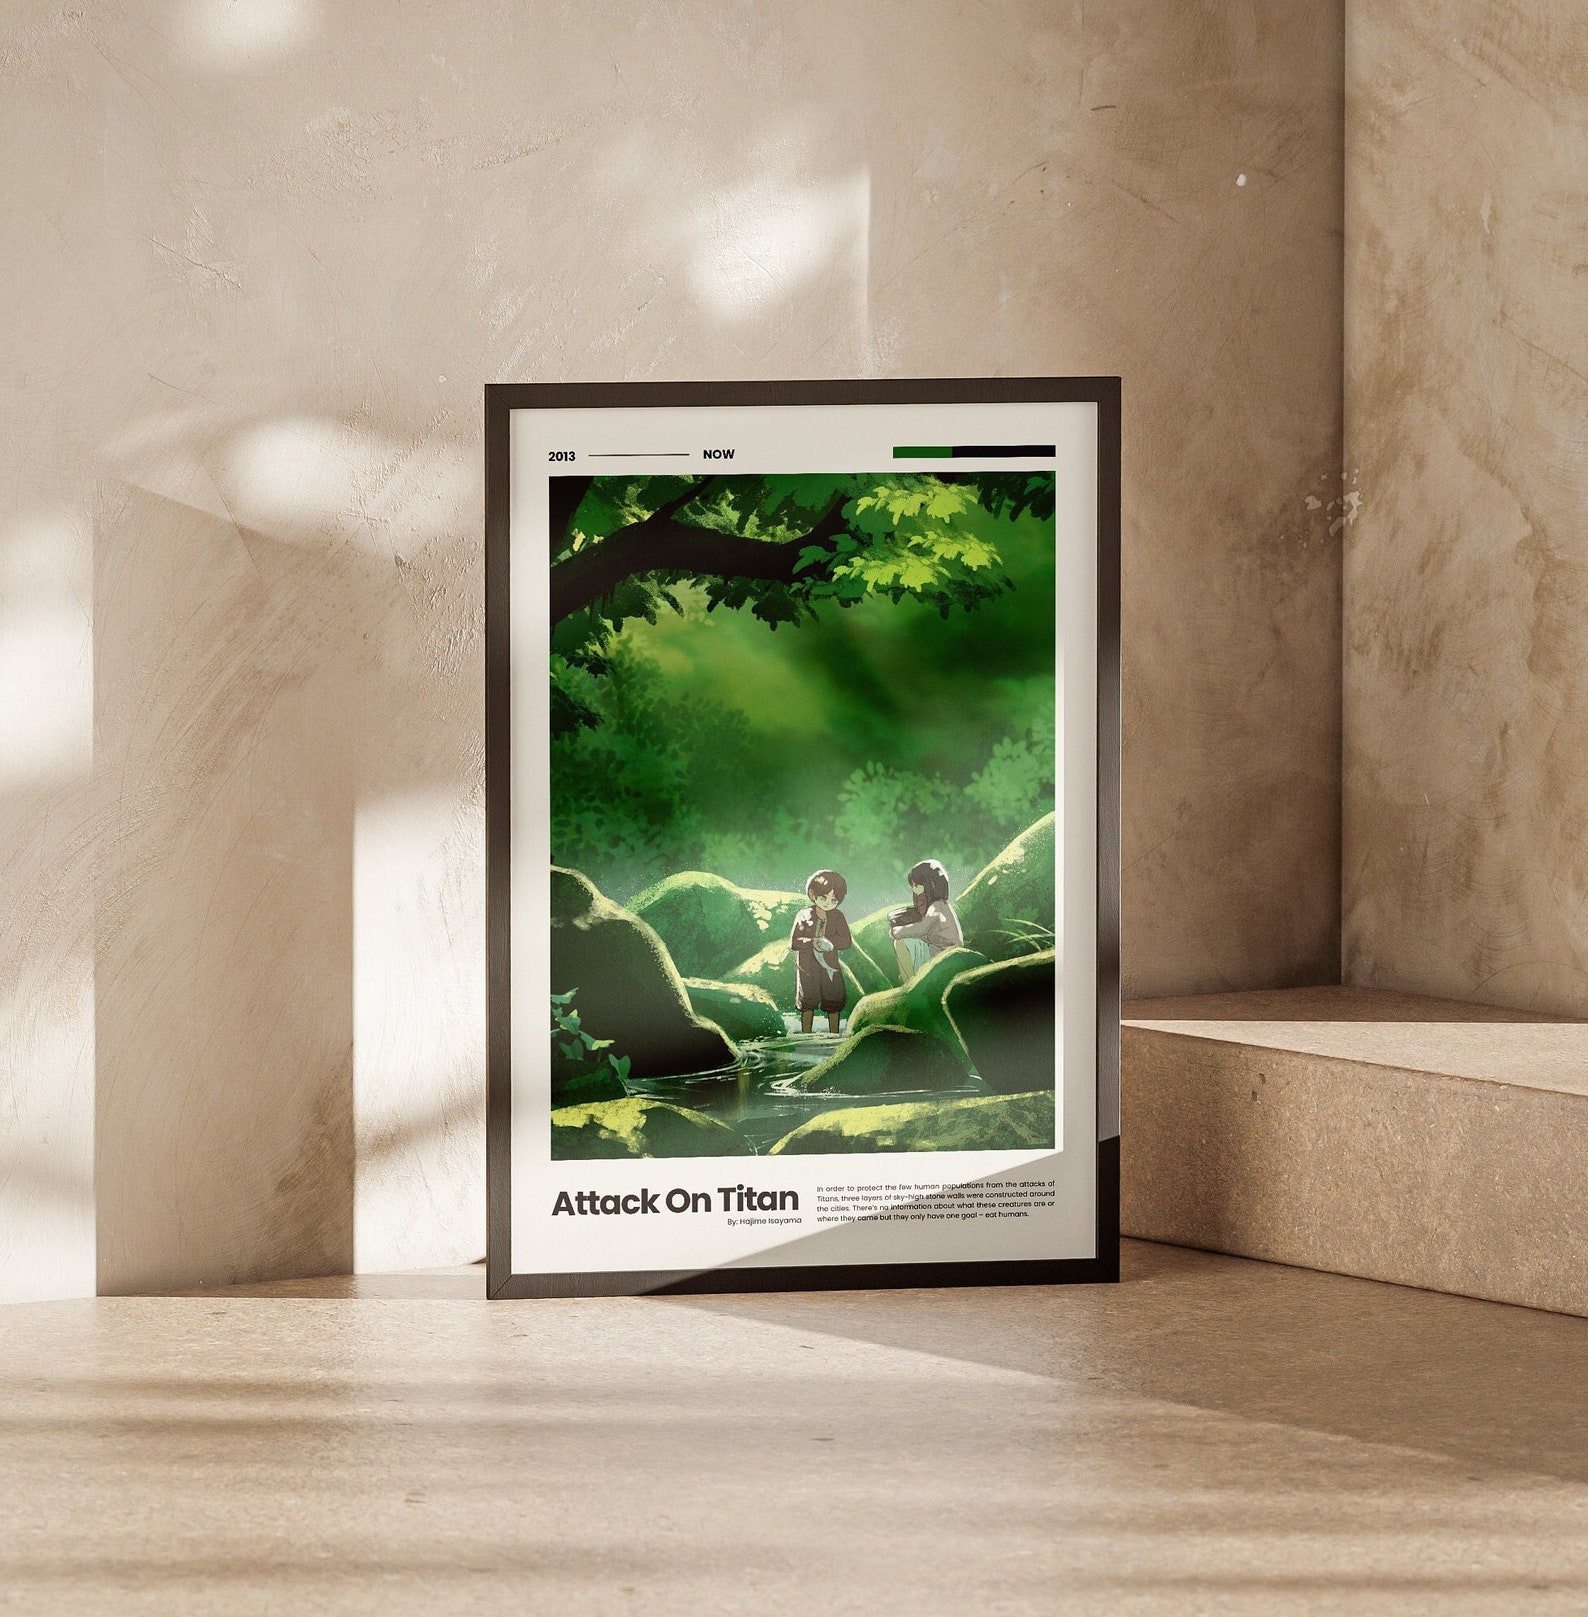 2013 NOW
Attack On Titan
By: Hajime Isayama
In order to protect the few human populations from the attacks of
Titans, three layers of sky-high stone walls were constructed around
the cities. There's no information about what these creatures are or
where they came but they only have one goal – eat humans.